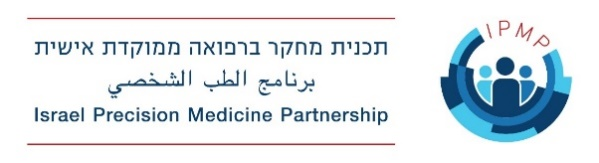 תכנית מחקר ברפואה ממוקדת אישית
برنامج الطب الشخصي
Israel Precision Medicine Partnership
IPMP